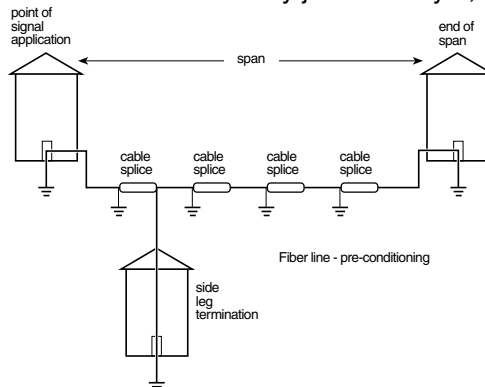 point of
signal
application
end of
span
span
cable
splice
cable
splice
cable
splice
cable
splice
Fiber line - pre-conditioning
side
leg
termination